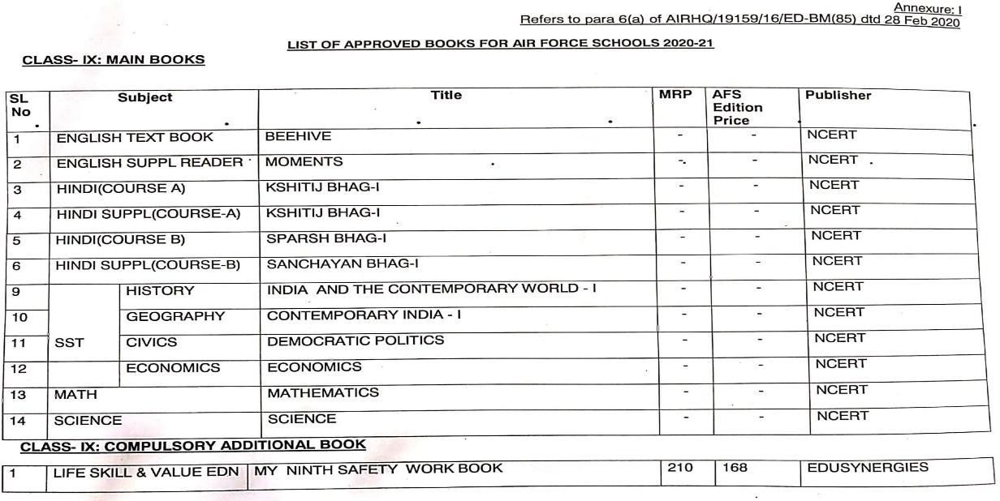 Annexure: I
Refers to para 6(a) of AIRHQ/19159/16/ED-BM(85) dtd 28 Feb 2020
LIST OF APPROVED BOOKS FOR AIR FORCE SCHOOLS 2020-21
CLASS- IX: MAIN BOOKS
SL No Subject Title MRP AFS Edition Price Publisher
1 ENGLISH TEXT BOOK BEEHIVE - - NCERT
2 ENGLISH SUPPL READER MOMENTS - - NCERT
3 HINDI(COURSE A) KSHITIJ BHAG-I - - NCERT
4 HINDI SUPPL(COURSE-A) KSHITIJ BHAG-I - - NCERT
5 HINDI(COURSE B) SPARSH BHAG-I - - NCERT
6 HINDI SUPPL(COURSE-B) SANCHAYAN BHAG-I - - NCERT
9 HISTORY INDIA AND THE CONTEMPORARY WORLD - I - - NCERT
10 GEOGRAPHY CONTEMPORARY INDIA - I - - NCERT
11 SST CIVICS DEMOCRATIC POLITICS - - NCERT
12 ECONOMICS ECONOMICS - - NCERT
13 MATH MATHEMATICS - - NCERT
14 SCIENCE SCIENCE - - NCERT
CLASS- IX: COMPULSORY ADDITIONAL BOOK
1 LIFE SKILL & VALUE EDN MY NINTH SAFETY WORK BOOK 210 168 EDUSYNERGIES